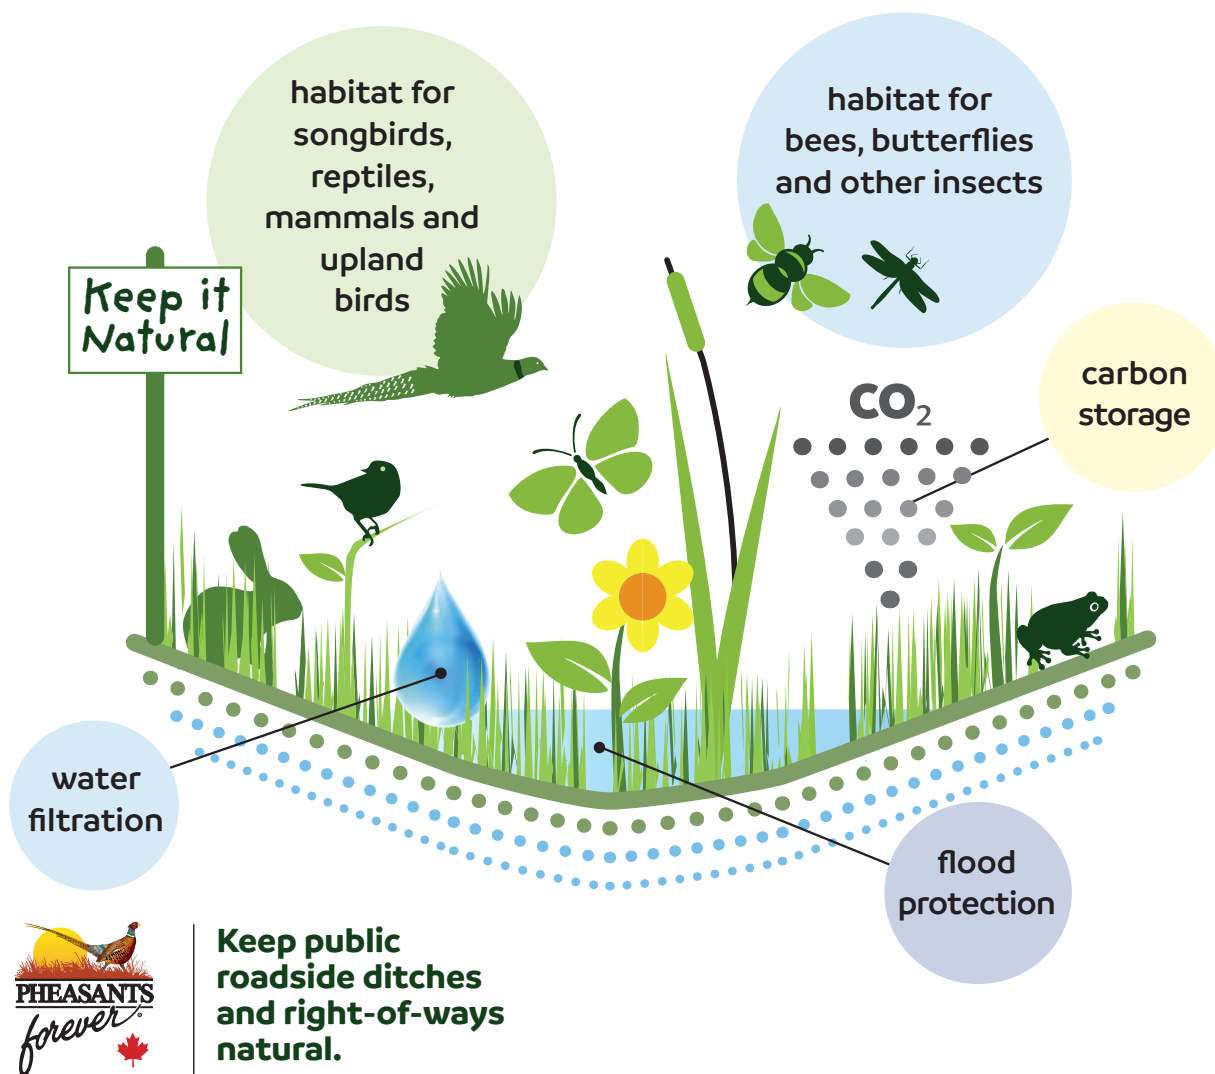 habitat for
songbirds,
reptiles,
mammals and
upland
birds
habitat for
bees, butterflies
and other insects
Keep it
Natural
carbon
storage
CO₂
water
filtration
flood
protection
PHEASANTS
forever
Keep public
roadside ditches
and right-of-ways
natural.